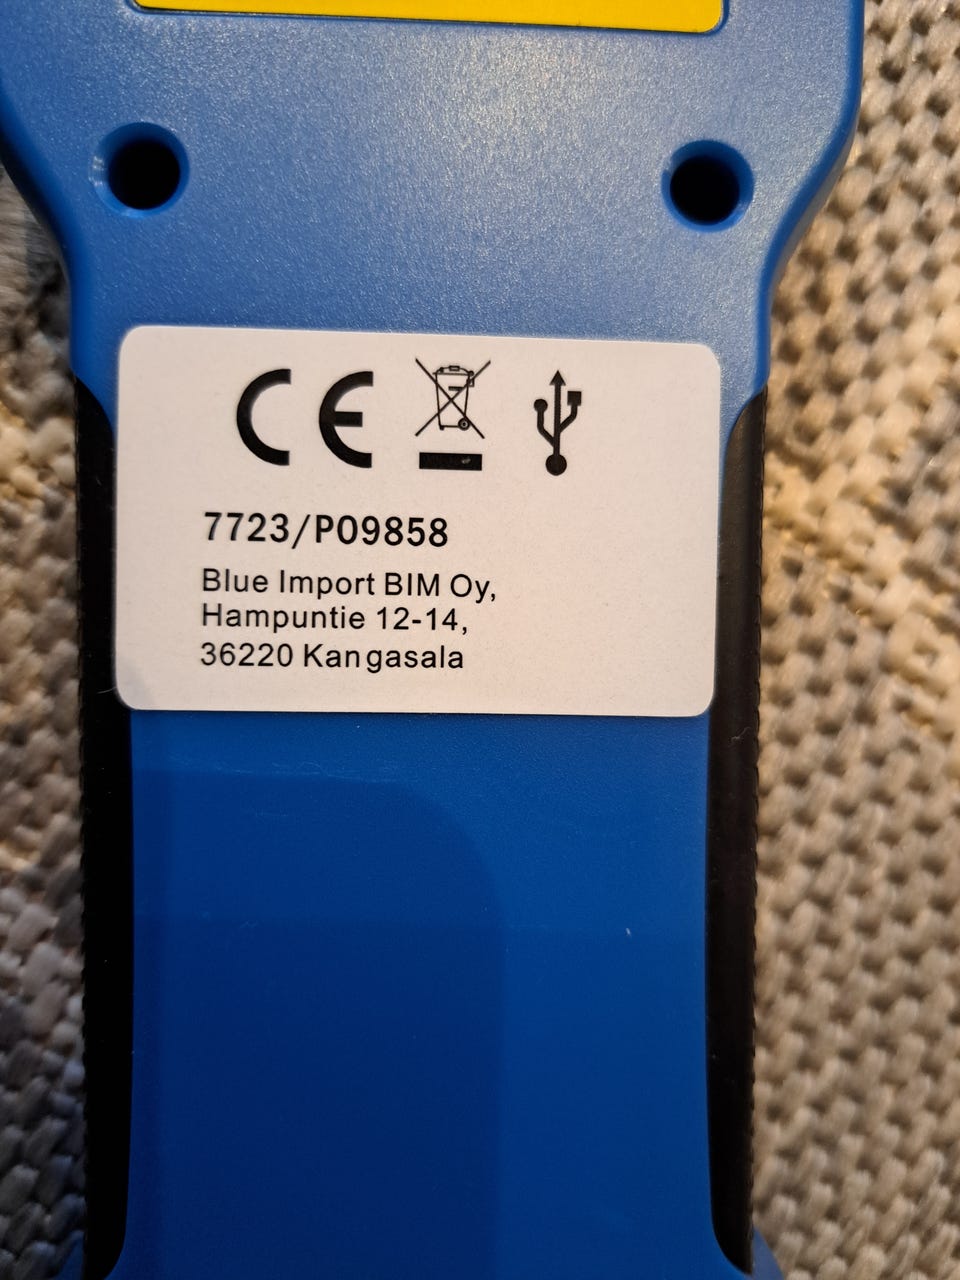 CE
7723/P09858
Blue Import BIM Oy,
Hampuntie 12-14,
36220 Kangasala